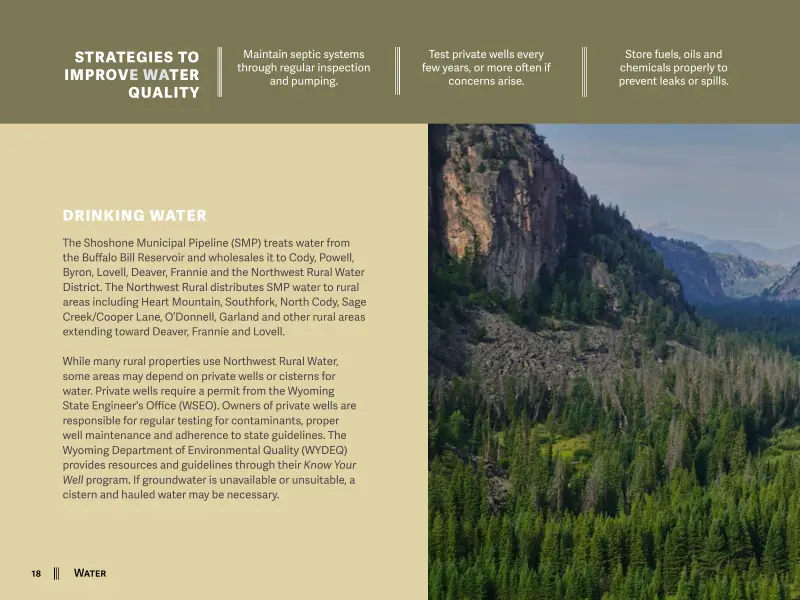 STRATEGIES TO
IMPROVE WATER
QUALITY
Maintain septic systems
through regular inspection
and pumping.
Test private wells every
few years, or more often if
concerns arise.
Store fuels, oils and
chemicals properly to
prevent leaks or spills.
DRINKING WATER
The Shoshone Municipal Pipeline (SMP) treats water from
the Buffalo Bill Reservoir and wholesales it to Cody, Powell,
Byron, Lovell, Deaver, Frannie and the Northwest Rural Water
District. The Northwest Rural distributes SMP water to rural
areas including Heart Mountain, Southfork, North Cody, Sage
Creek/Cooper Lane, O'Donnell, Garland and other rural areas
extending toward Deaver, Frannie and Lovell.
While many rural properties use Northwest Rural Water,
some areas may depend on private wells or cisterns for
water. Private wells require a permit from the Wyoming
State Engineer's Office (WSEO). Owners of private wells are
responsible for regular testing for contaminants, proper
well maintenance and adherence to state guidelines. The
Wyoming Department of Environmental Quality (WYDEQ)
provides resources and guidelines through their Know Your
Well program. If groundwater is unavailable or unsuitable, a
cistern and hauled water may be necessary.
18 WATER